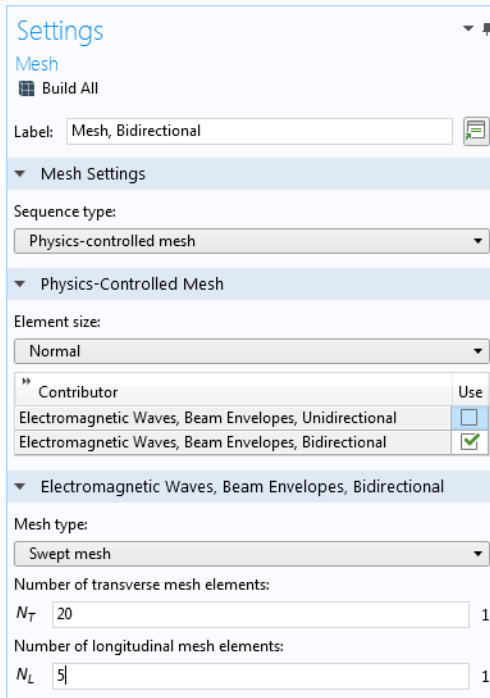 Settings
Mesh
Build All
Label: Mesh, Bidirectional
Mesh Settings
Sequence type:
Physics-controlled mesh
Physics-Controlled Mesh
Element size:
Normal
Contributor Use
Electromagnetic Waves, Beam Envelopes, Unidirectional
Electromagnetic Waves, Beam Envelopes, Bidirectional
Electromagnetic Waves, Beam Envelopes, Bidirectional
Mesh type:
Swept mesh
Number of transverse mesh elements:
N_T 20 1
Number of longitudinal mesh elements:
N_L 5 1